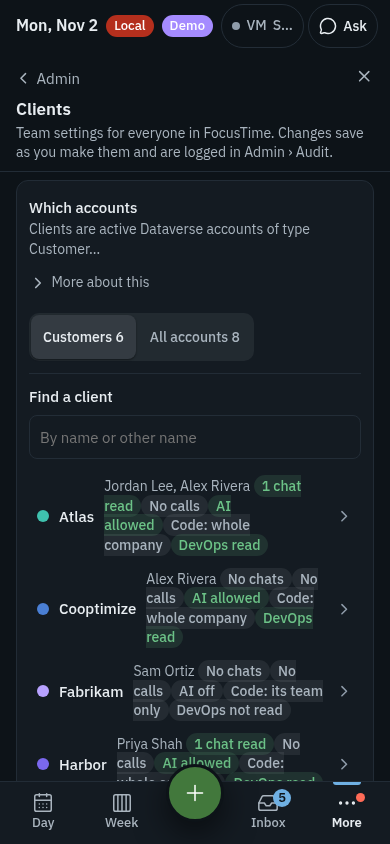 Mon, Nov 2 Local Demo VM S... Ask
Admin
Clients
Team settings for everyone in FocusTime. Changes save
as you make them and are logged in Admin › Audit.
Which accounts
Clients are active Dataverse accounts of type
Customer...
More about this
Customers 6 All accounts 8
Find a client
By name or other name
Atlas
Jordan Lee, Alex Rivera 1 chat
read No calls AI
allowed Code: whole
company DevOps read
Cooptimize
Alex Rivera No chats No
calls AI allowed Code:
whole company DevOps
read
Fabrikam
Sam Ortiz No chats No
calls AI off Code: its team
only DevOps not read
Harbor
Priya Shah 1 chat read No
calls AI allowed Code:
Day Week Inbox 5 More